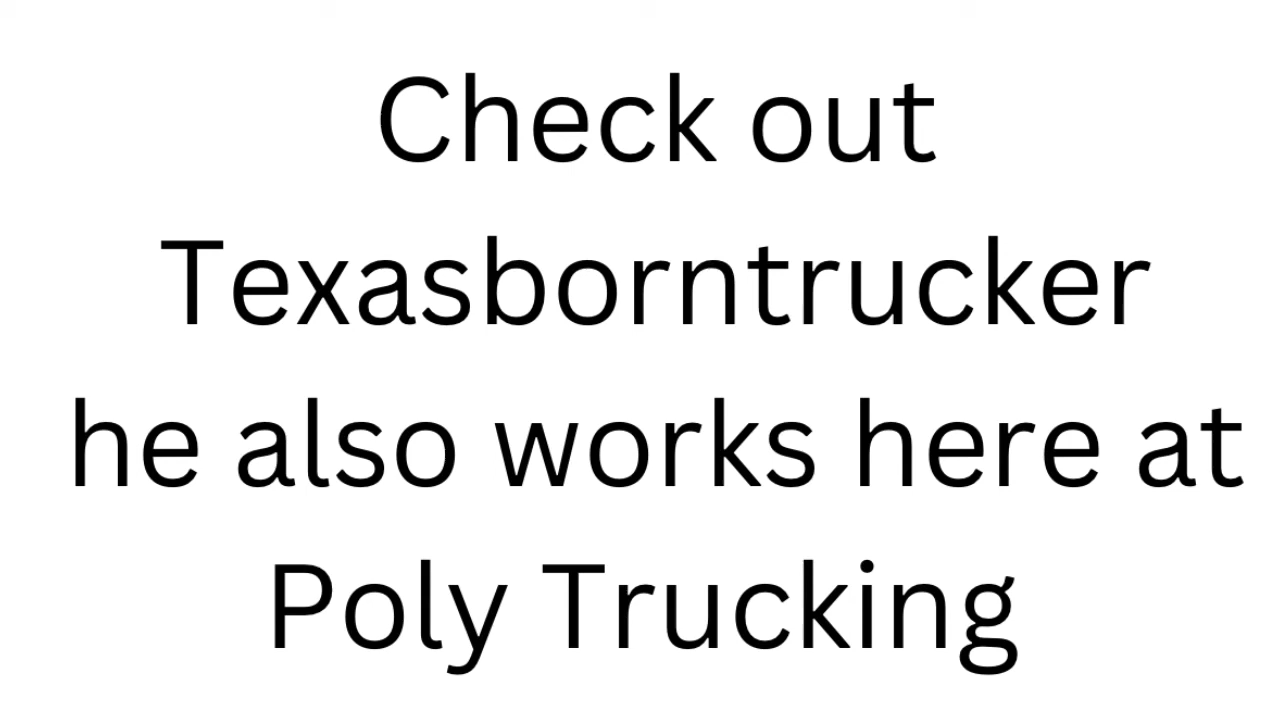 Check out
Texasborntrucker
he also works here at
Poly Trucking